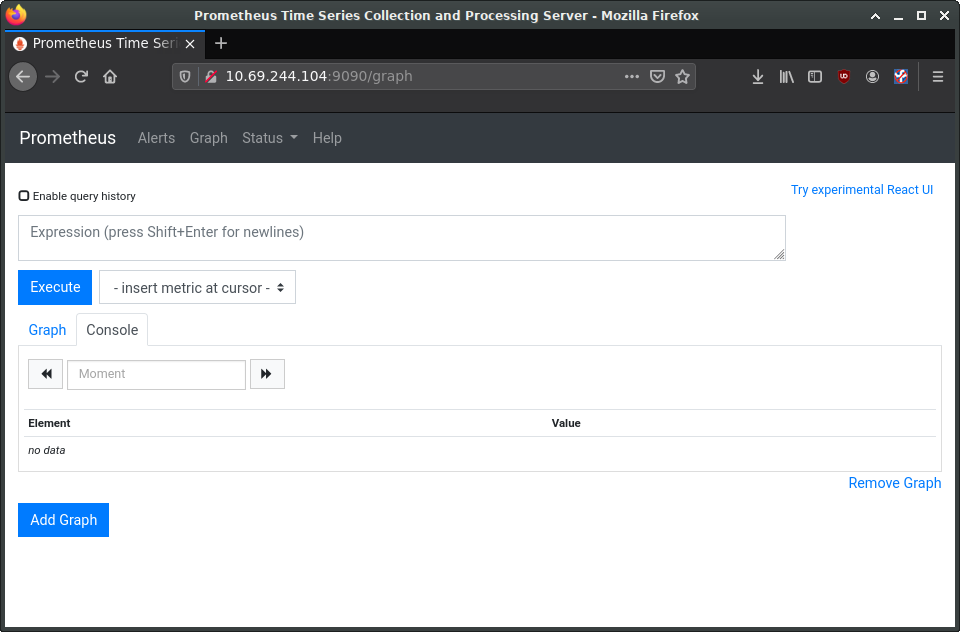 Prometheus Time Series Collection and Processing Server - Mozilla Firefox
Prometheus Time Seri
10.69.244.104:9090/graph
Prometheus Alerts Graph Status Help
Enable query history
Try experimental React UI
Expression (press Shift+Enter for newlines)
Execute - insert metric at cursor -
Graph Console
Moment
Element Value
no data
Remove Graph
Add Graph